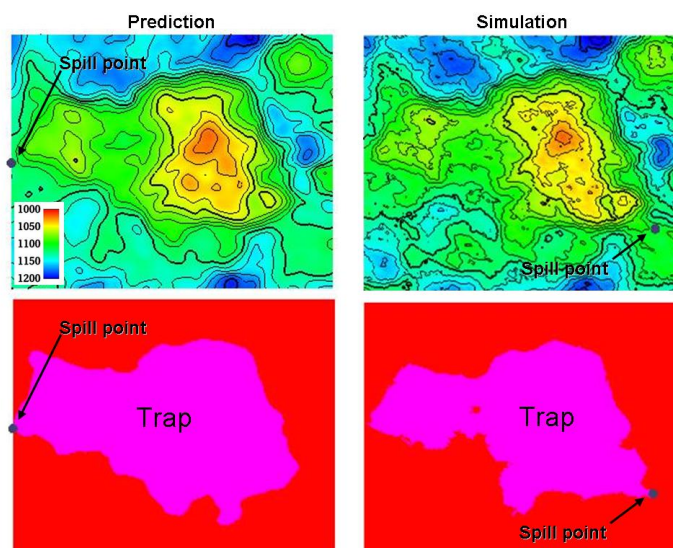 Prediction
Simulation
Spill point
1000
1050
1100
1150
1200
Spill point
Spill point
Trap
Trap
Spill point